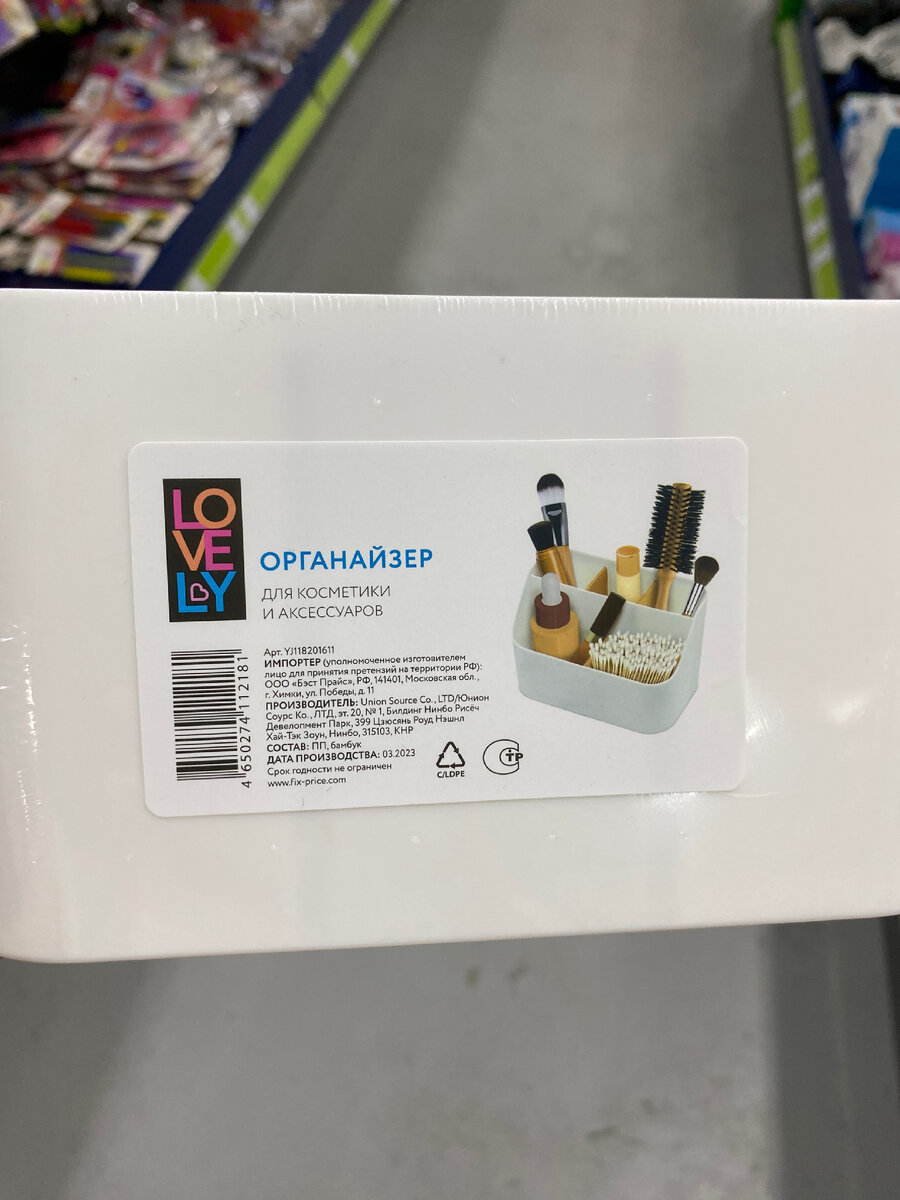 LO
VE
LY
ОРГАНАЙЗЕР
ДЛЯ КОСМЕТИКИ
И АКСЕССУАРОВ
Арт. YJ118201611
ИМПОРТЕР (уполномоченное изготовителем
лицо для принятия претензий на территории РФ):
ООО «Бэст Прайс», РФ, 141401, Московская обл.,
г. Химки, ул. Победы, д. 11
ПРОИЗВОДИТЕЛЬ: Union Source Co., LTD/Юнион
Соурс Ко., ЛТД, эт. 20, № 1, Билдинг Нинбо Рисёч
Девелопмент Парк, 399 Цзюсянь Роуд Нэшнл
Хай-Тэк Зоун, Нинбо, 315103, КНР
СОСТАВ: ПП, бамбук
ДАТА ПРОИЗВОДСТВА: 03.2023
Срок годности не ограничен
www.fix-price.com
4 650274 112181
C/LDPE
СТР